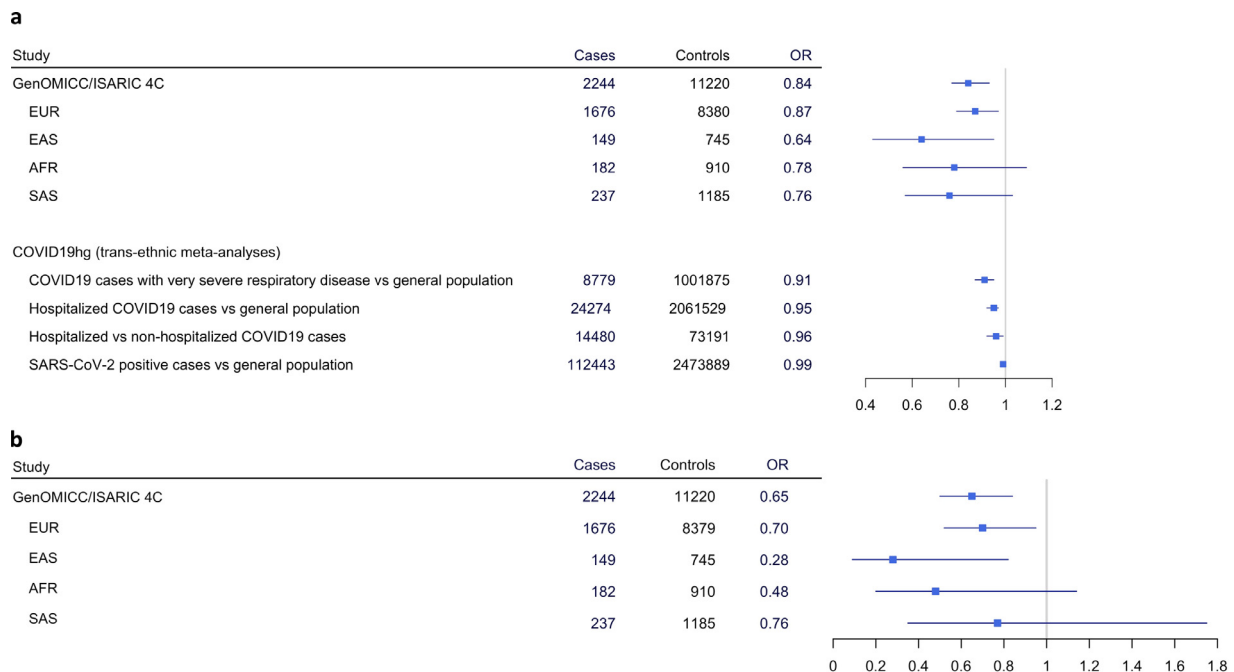 a
Study Cases Controls OR
GenOMICC/ISARIC 4C 2244 11220 0.84
EUR 1676 8380 0.87
EAS 149 745 0.64
AFR 182 910 0.78
SAS 237 1185 0.76
COVID19hg (trans-ethnic meta-analyses)
COVID19 cases with very severe respiratory disease vs general population 8779 1001875 0.91
Hospitalized COVID19 cases vs general population 24274 2061529 0.95
Hospitalized vs non-hospitalized COVID19 cases 14480 73191 0.96
SARS-CoV-2 positive cases vs general population 112443 2473889 0.99
0.4 0.6 0.8 1 1.2
b
Study Cases Controls OR
GenOMICC/ISARIC 4C 2244 11220 0.65
EUR 1676 8379 0.70
EAS 149 745 0.28
AFR 182 910 0.48
SAS 237 1185 0.76
0 0.2 0.4 0.6 0.8 1 1.2 1.4 1.6 1.8